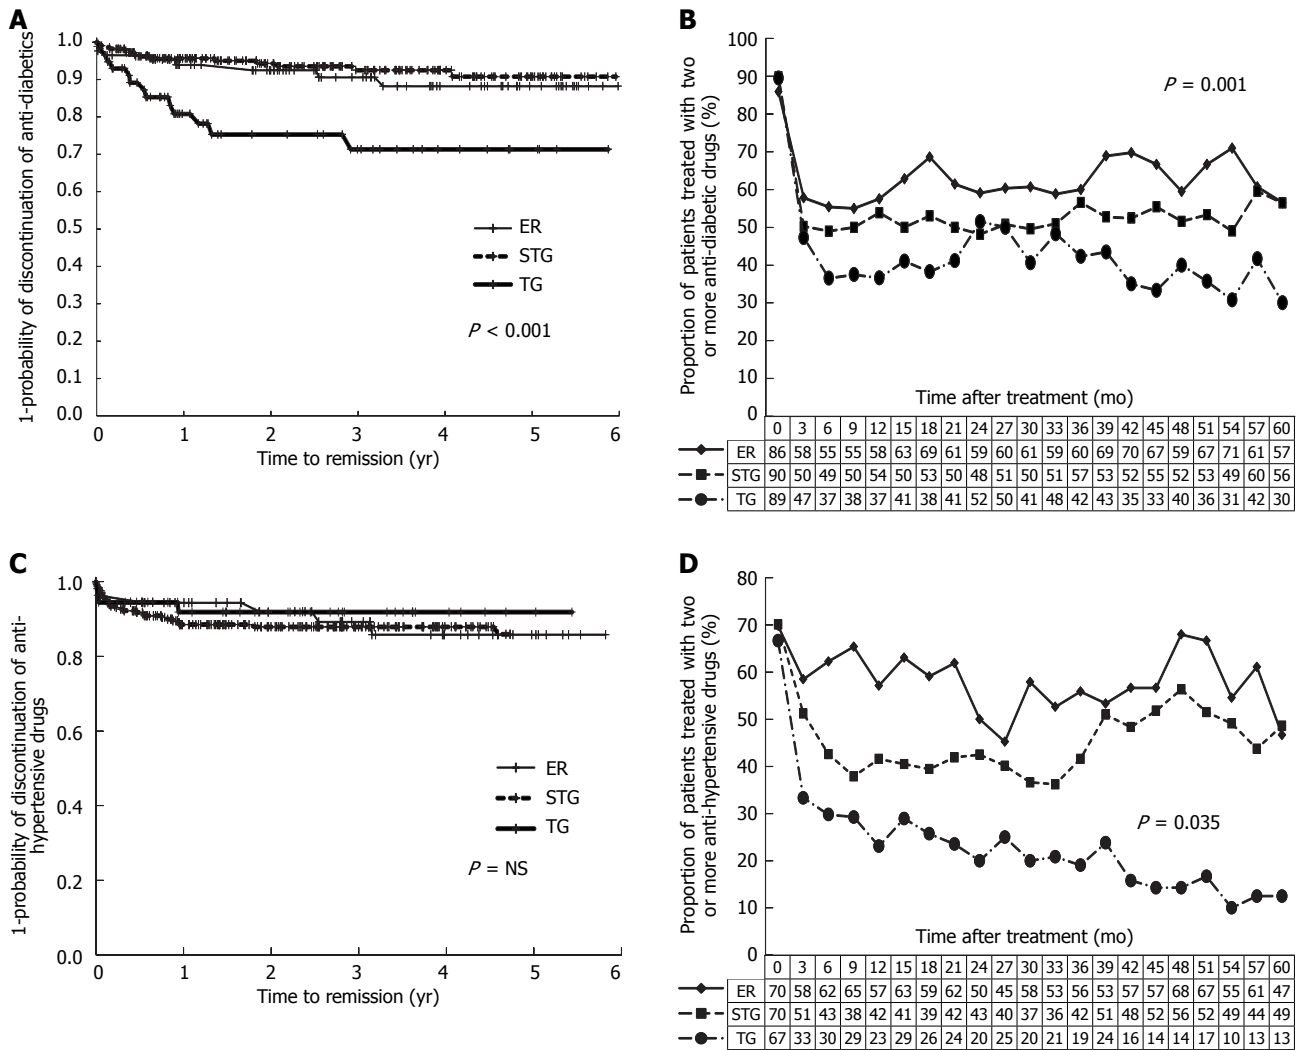 A
1-probability of discontinuation of anti-diabetics
1.0
0.9
0.8
0.7
0.6
0.5
0.4
0.3
0.2
0.1
0.0
ER
STG
TG
P < 0.001
0 1 2 3 4 5 6
Time to remission (yr)
B
Proportion of patients treated with two
or more anti-diabetic drugs (%)
100
90
80
70
60
50
40
30
20
10
0
P = 0.001
Time after treatment (mo)
0 3 6 9 12 15 18 21 24 27 30 33 36 39 42 45 48 51 54 57 60
ER 86 58 55 55 58 63 69 61 59 60 61 59 60 69 70 67 59 67 71 61 57
STG 90 50 49 50 54 50 53 50 48 51 50 51 57 53 52 55 52 53 49 60 56
TG 89 47 37 38 37 41 38 41 52 50 41 48 42 43 35 33 40 36 31 42 30
C
1-probability of discontinuation of anti-
hypertensive drugs
1.0
0.8
0.6
0.4
0.2
0.0
ER
STG
TG
P = NS
0 1 2 3 4 5 6
Time to remission (yr)
D
Proportion of patients treated with two
or more anti-hypertensive drugs (%)
80
70
60
50
40
30
20
10
0
P = 0.035
Time after treatment (mo)
0 3 6 9 12 15 18 21 24 27 30 33 36 39 42 45 48 51 54 57 60
ER 70 58 62 65 57 63 59 62 50 45 58 53 56 53 57 57 68 67 55 61 47
STG 70 51 43 38 42 41 39 42 43 40 37 36 42 51 48 52 56 52 49 44 49
TG 67 33 30 29 23 29 26 24 20 25 20 21 19 24 16 14 14 17 10 13 13